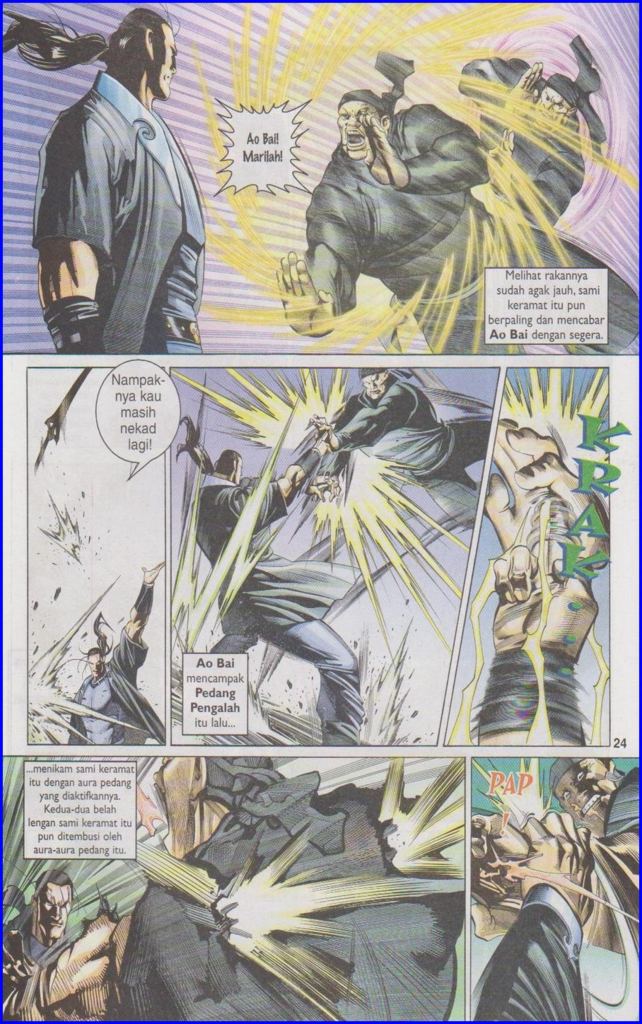 Ao Bai!
Marilah!
Melihat rakannya
sudah agak jauh, sami
keramat itu pun
berpaling dan mencabar
Ao Bai dengan segera.
Nampak-
nya kau
masih
nekad
lagi!
Ao Bai
mencampak
Pedang
Pengalah
itu lalu...
KRAK
24
...menikam sami keramat
itu dengan aura pedang
yang diaktifkannya.
Kedua-dua belah
lengan sami keramat itu
pun ditembusi oleh
aura-aura pedang itu.
PAP